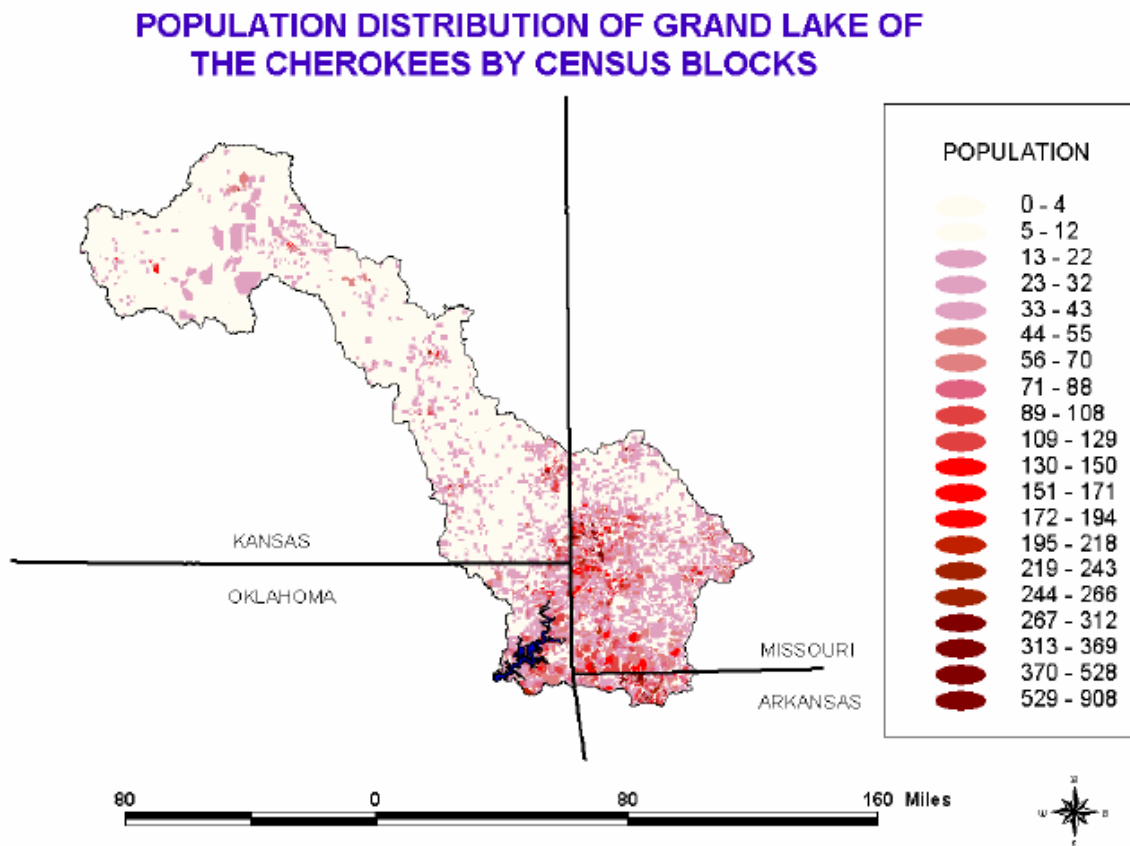 POPULATION DISTRIBUTION OF GRAND LAKE OF
THE CHEROKEES BY CENSUS BLOCKS
POPULATION
0 - 4
5 - 12
13 - 22
23 - 32
33 - 43
44 - 55
56 - 70
71 - 88
89 - 108
109 - 129
130 - 150
151 - 171
172 - 194
195 - 218
219 - 243
244 - 266
267 - 312
313 - 369
370 - 528
529 - 908
KANSAS
OKLAHOMA
MISSOURI
ARKANSAS
80 0 80 160 Miles